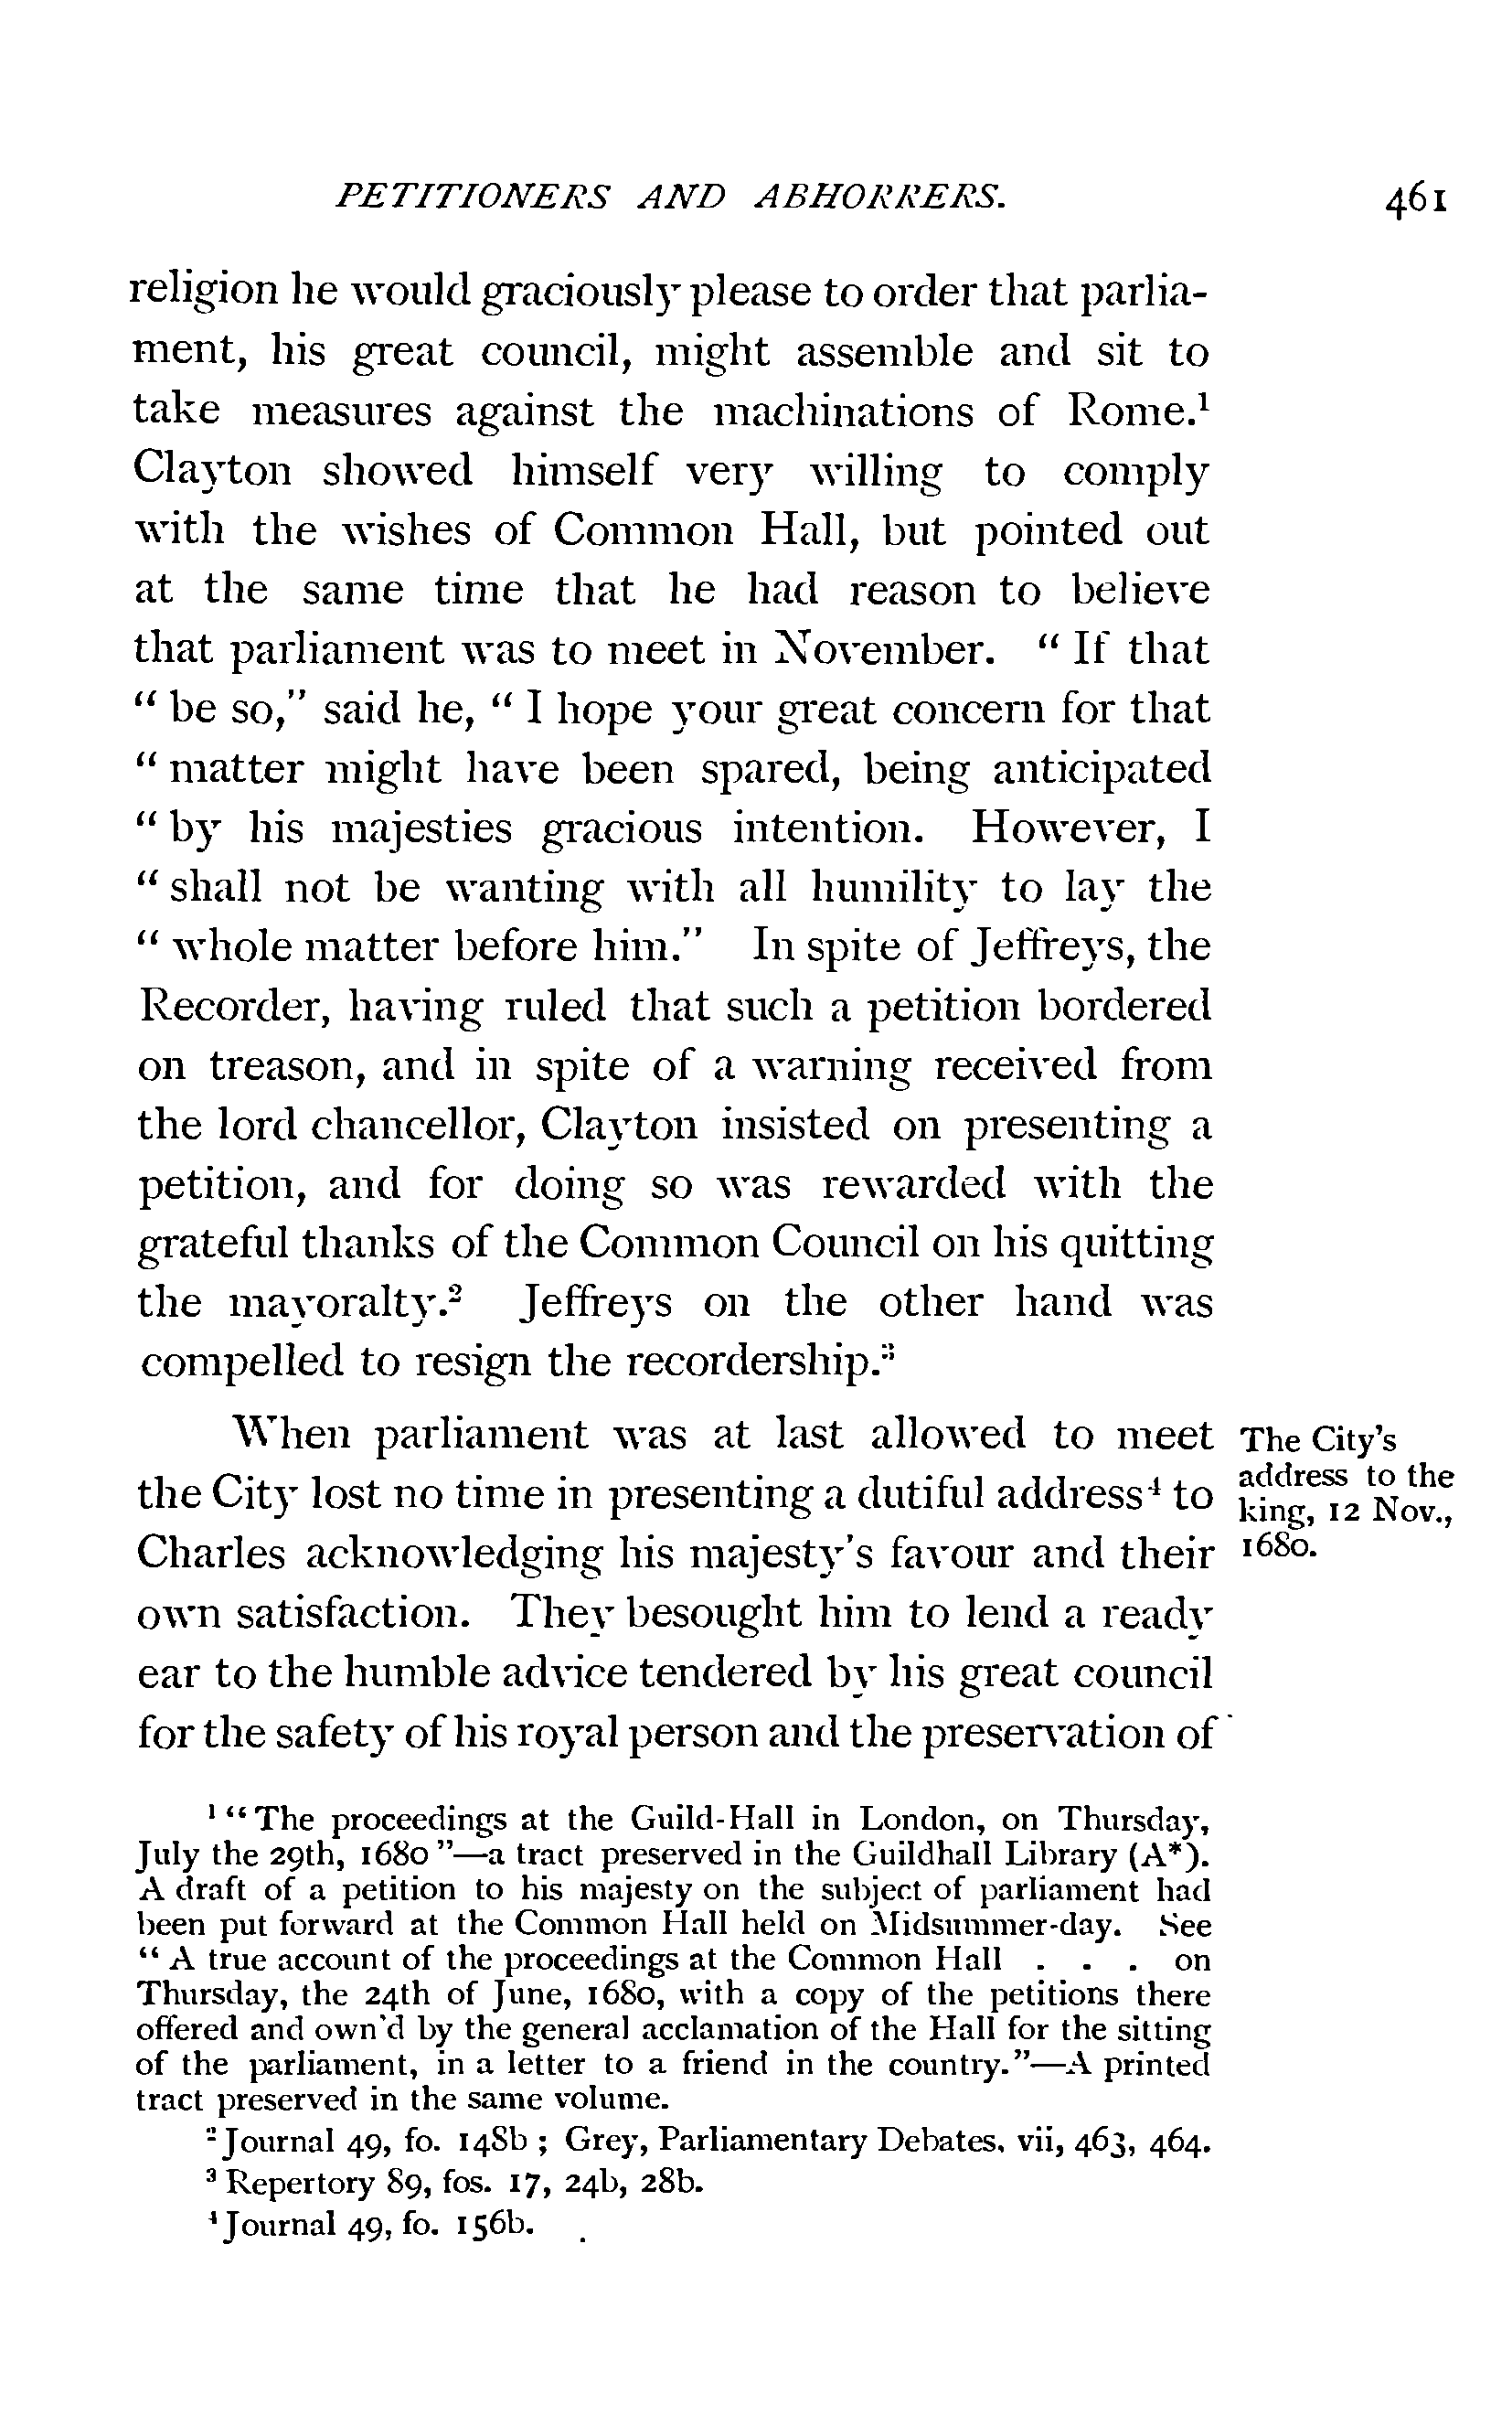 PETITIONERS AND ABHORRERS. 461
religion he would graciously please to order that parlia-
ment, his great council, might assemble and sit to
take measures against the machinations of Rome.¹
Clayton showed himself very willing to comply
with the wishes of Common Hall, but pointed out
at the same time that he had reason to believe
that parliament was to meet in November. “ If that
“ be so,” said he, “ I hope your great concern for that
“ matter might have been spared, being anticipated
“ by his majesties gracious intention. However, I
“ shall not be wanting with all humility to lay the
“ whole matter before him.” In spite of Jeffreys, the
Recorder, having ruled that such a petition bordered
on treason, and in spite of a warning received from
the lord chancellor, Clayton insisted on presenting a
petition, and for doing so was rewarded with the
grateful thanks of the Common Council on his quitting
the mayoralty.² Jeffreys on the other hand was
compelled to resign the recordership.³
When parliament was at last allowed to meet
the City lost no time in presenting a dutiful address⁴ to
Charles acknowledging his majesty’s favour and their
own satisfaction. They besought him to lend a ready
ear to the humble advice tendered by his great council
for the safety of his royal person and the preservation of
The City’s
address to the
king, 12 Nov.,
1680.
¹ “The proceedings at the Guild-Hall in London, on Thursday,
July the 29th, 1680 ”—a tract preserved in the Guildhall Library (A*).
A draft of a petition to his majesty on the subject of parliament had
been put forward at the Common Hall held on Midsummer-day. See
“ A true account of the proceedings at the Common Hall . . . on
Thursday, the 24th of June, 1680, with a copy of the petitions there
offered and own’d by the general acclamation of the Hall for the sitting
of the parliament, in a letter to a friend in the country.”—A printed
tract preserved in the same volume.
² Journal 49, fo. 148b ; Grey, Parliamentary Debates, vii, 463, 464.
³ Repertory 89, fos. 17, 24b, 28b.
⁴ Journal 49, fo. 156b.